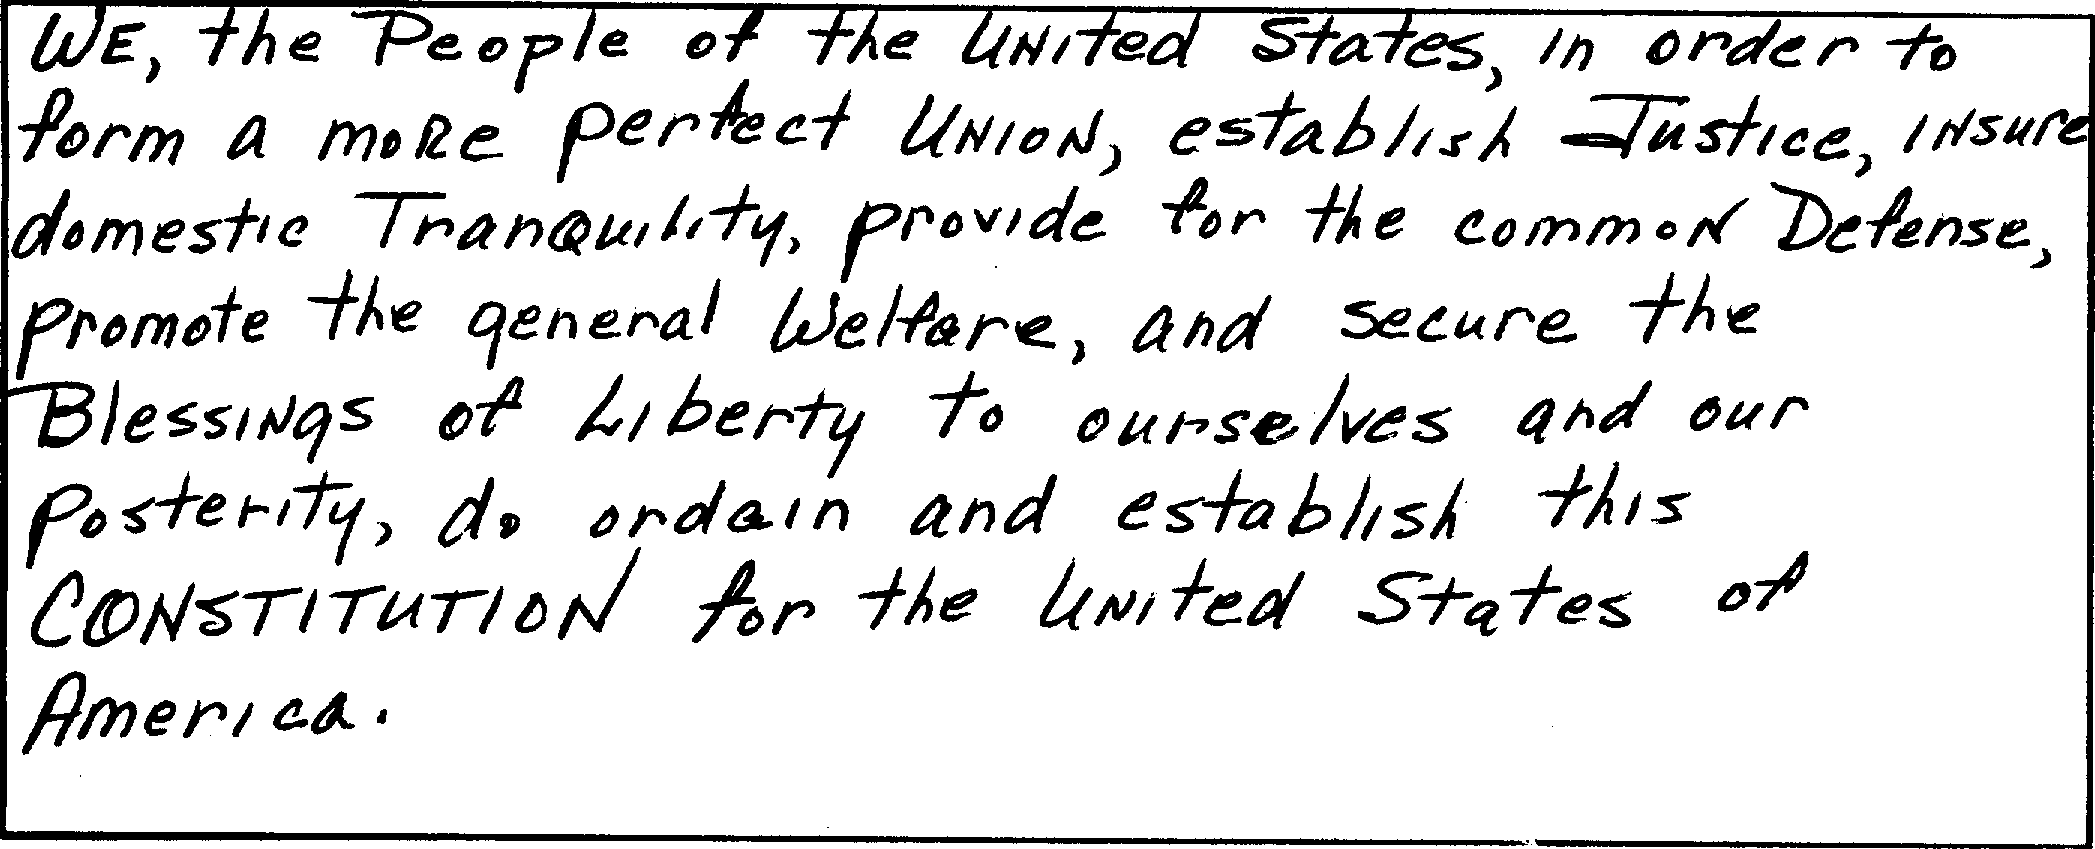 WE, the People of the United States, in order to
form a more perfect Union, establish Justice, insure
domestic Tranquility, provide for the common Defense,
promote the general Welfare, and secure the
Blessings of Liberty to ourselves and our
posterity, do ordain and establish this
CONSTITUTION for the United States of
America.